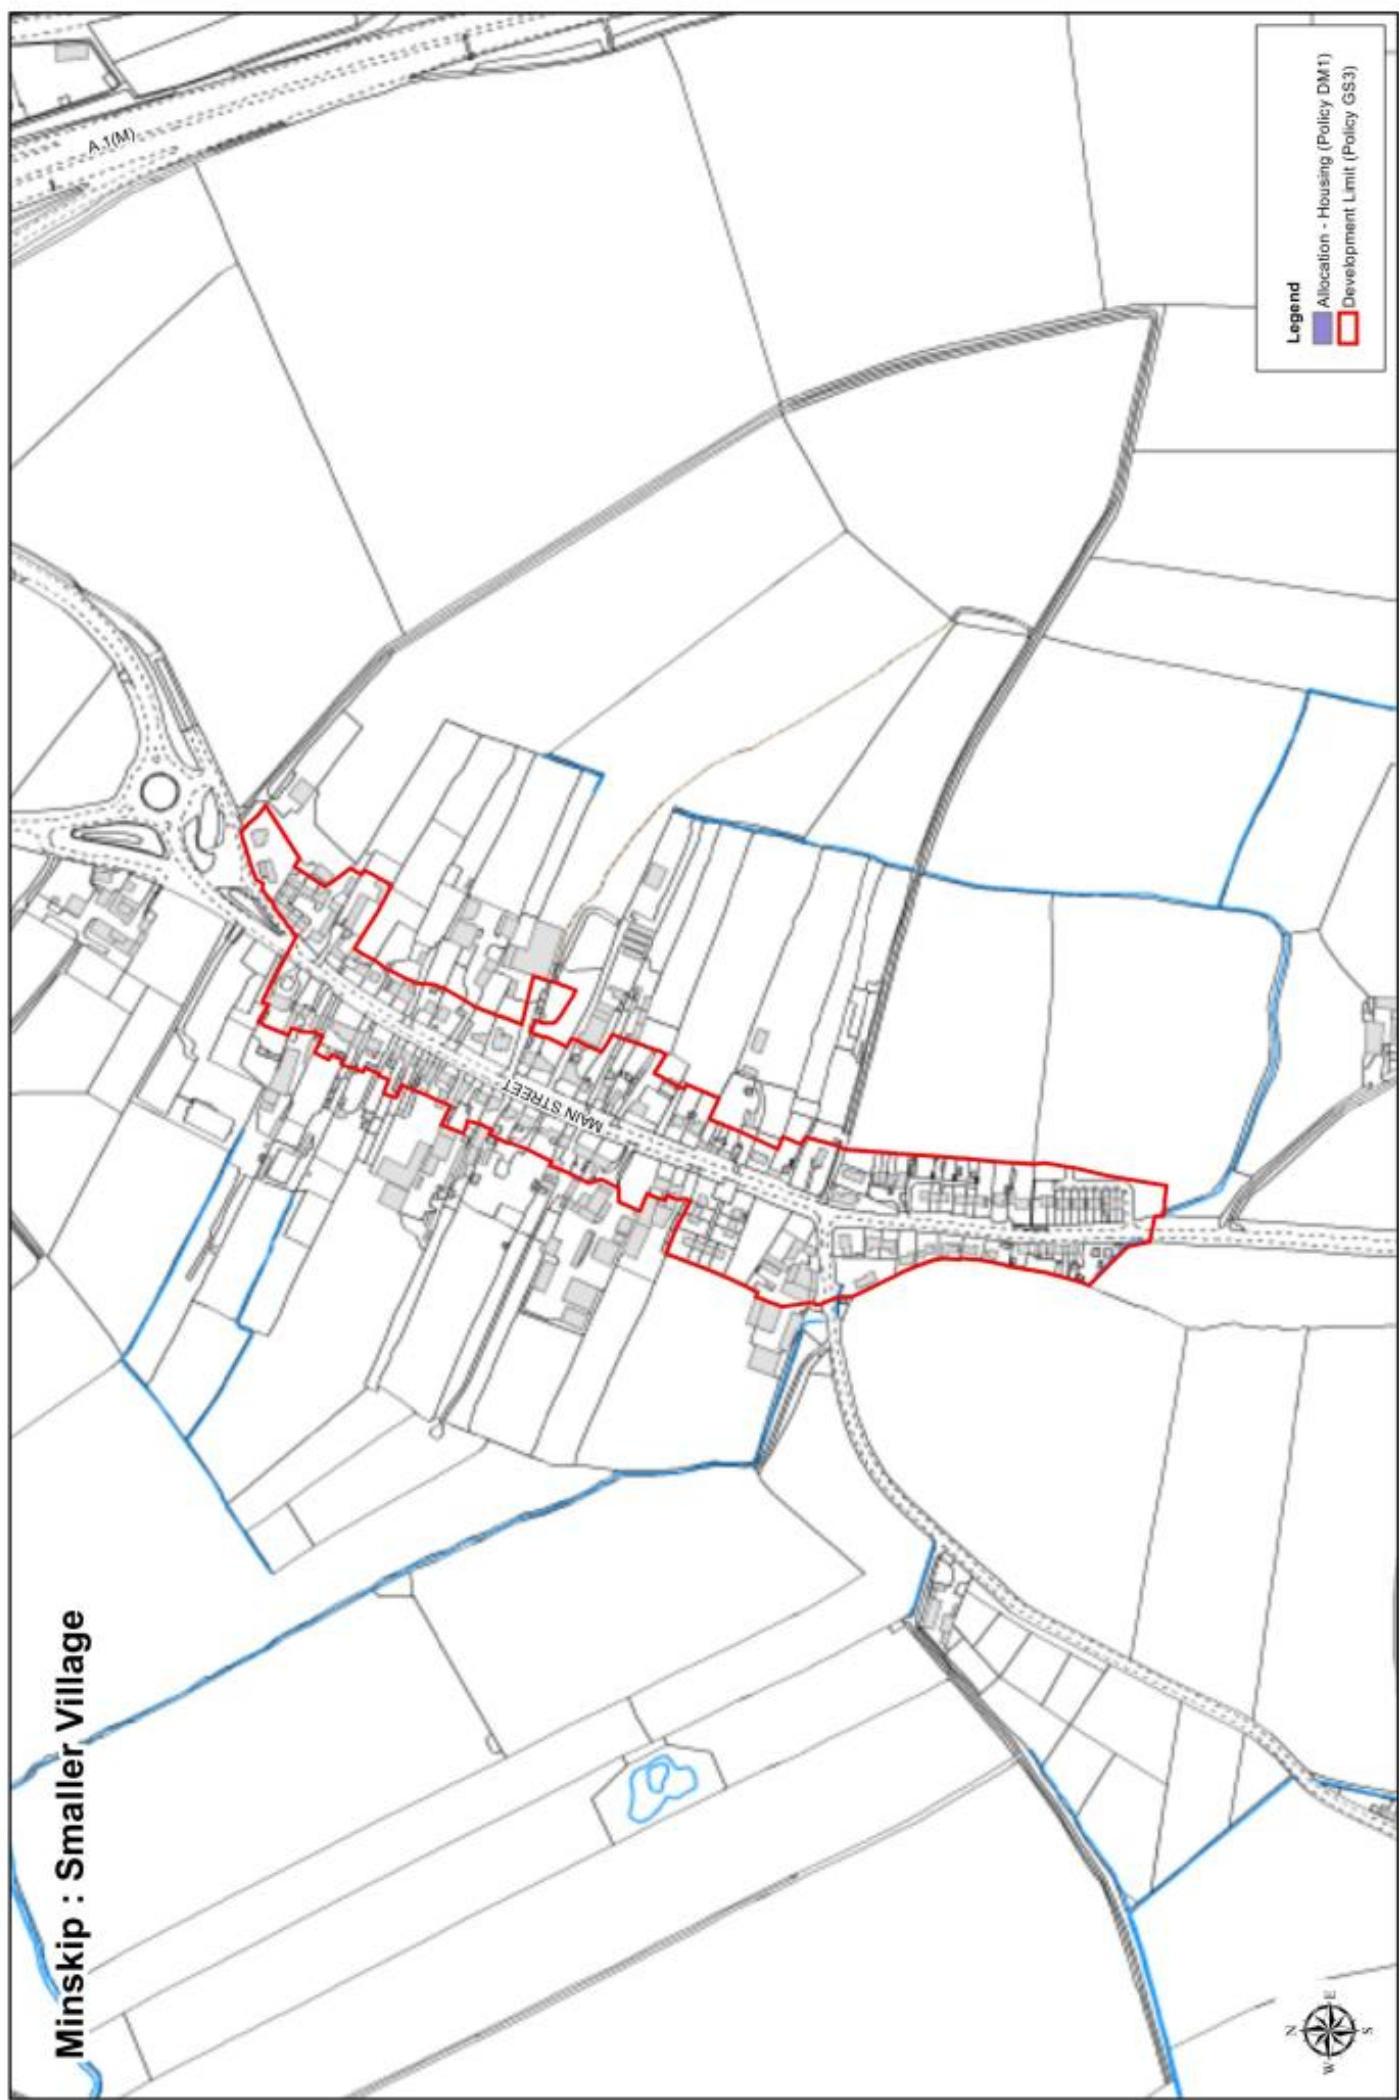 Minskip : Smaller Village
A 1(M)
MAIN STREET
Legend
Allocation - Housing (Policy DM1)
Development Limit (Policy GS3)
N
W
E
S